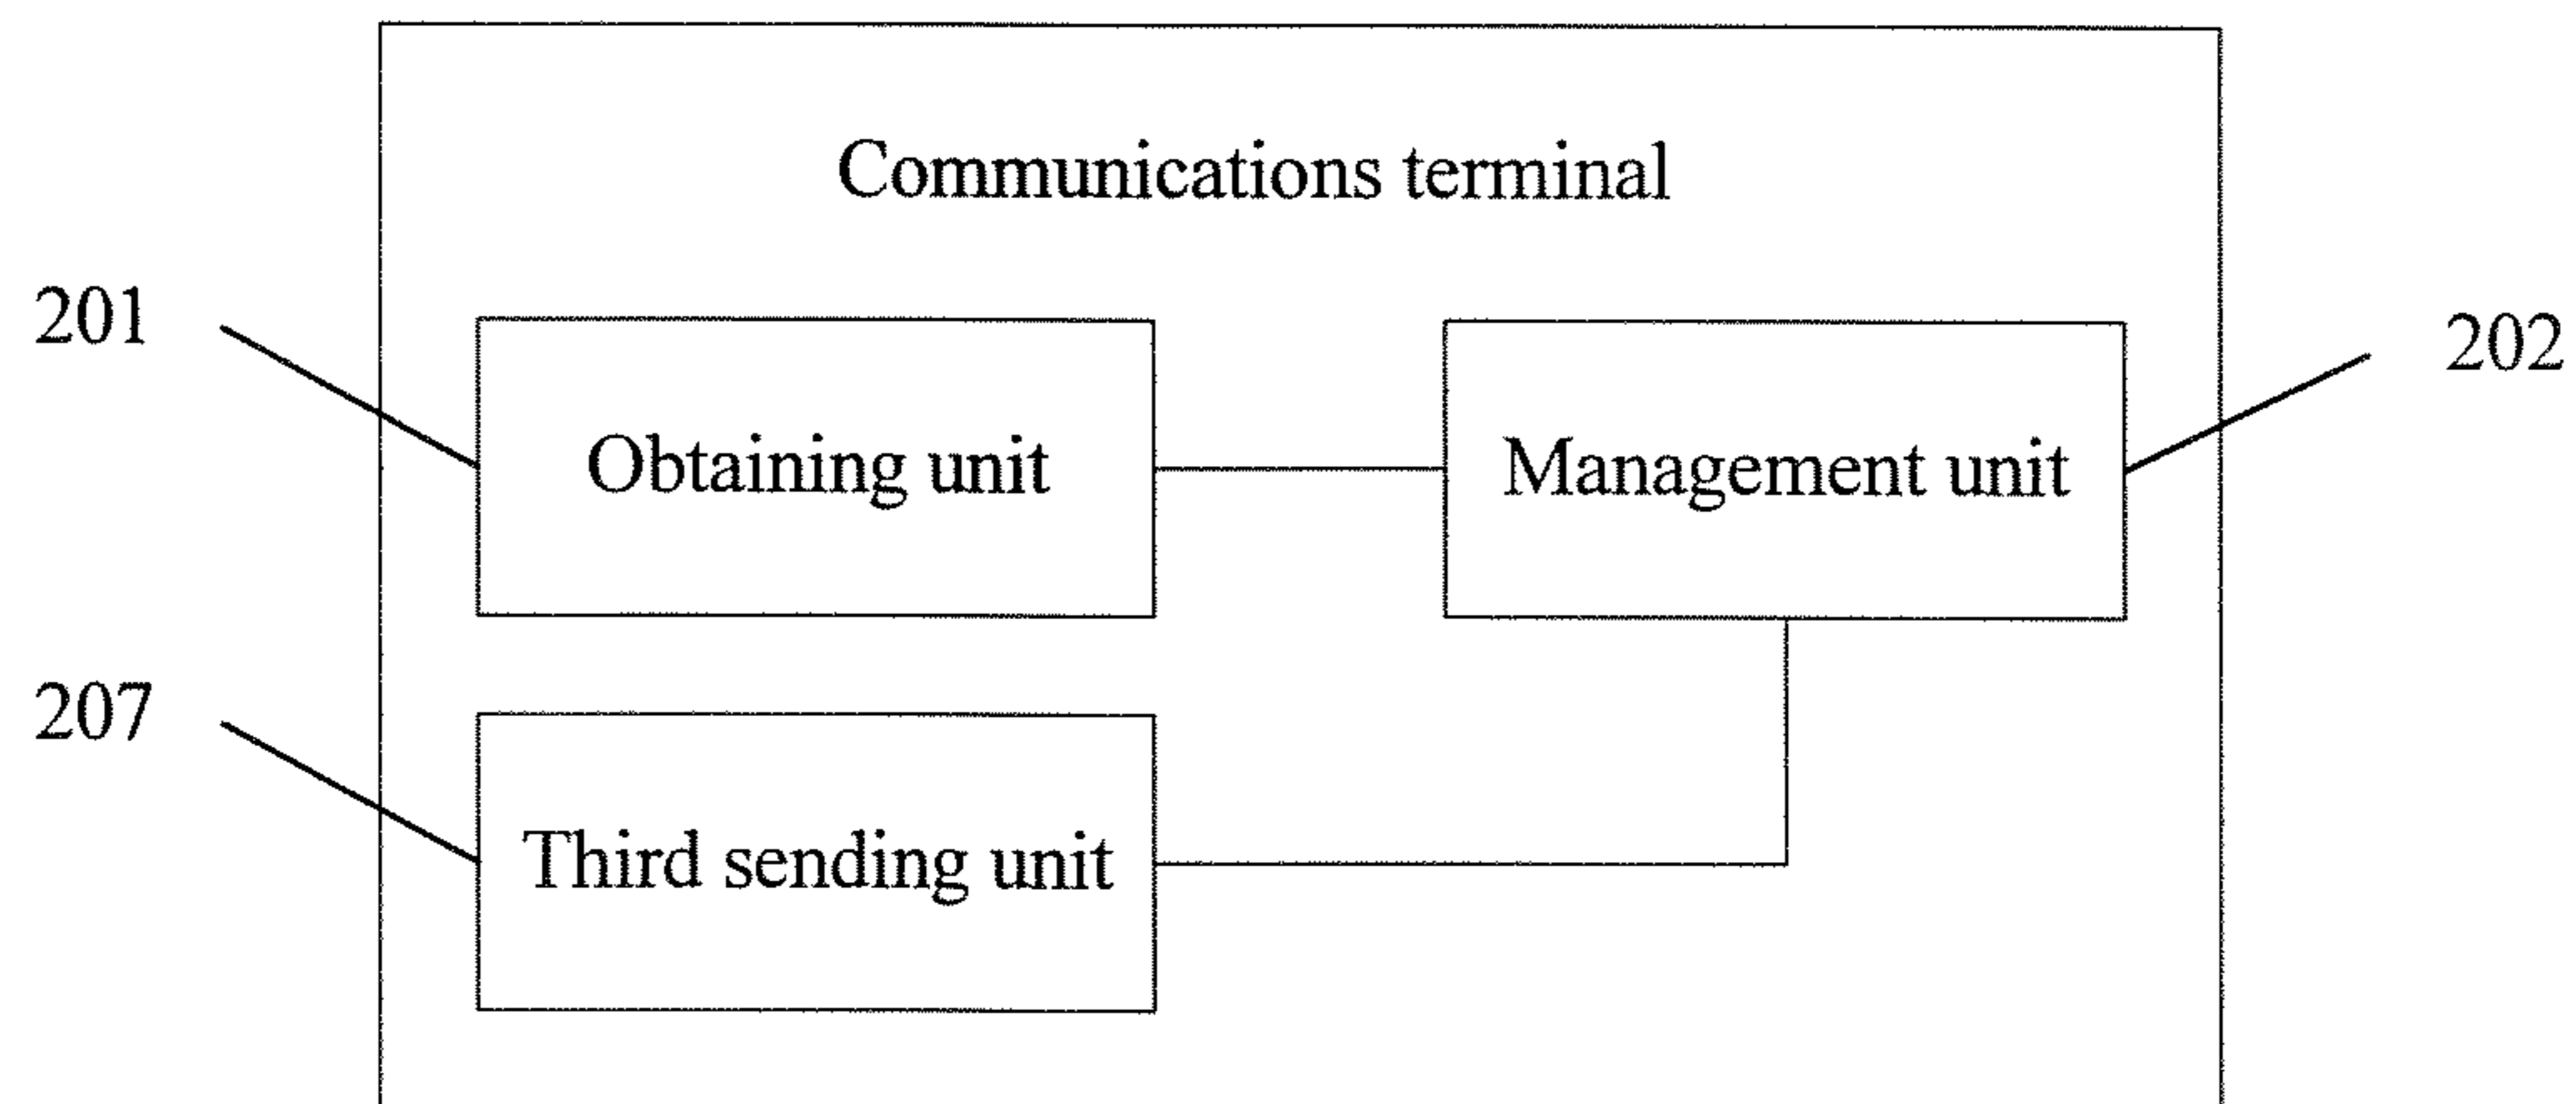 Communications terminal
201
202
Obtaining unit
Management unit
207
Third sending unit